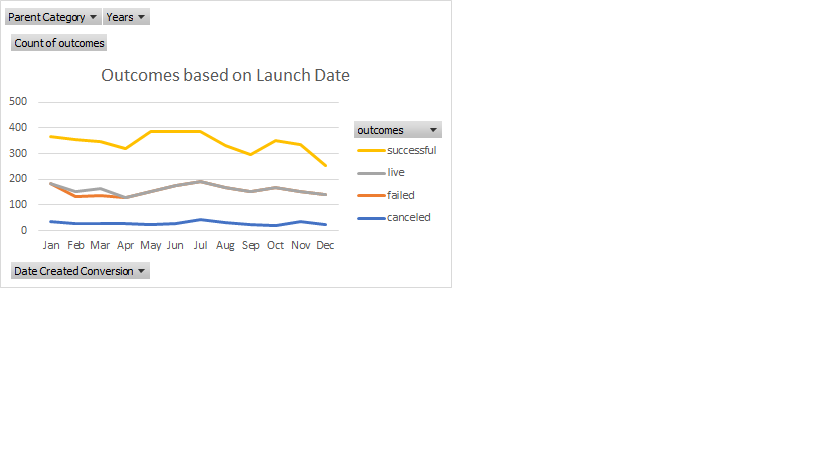 Parent Category Years
Count of outcomes
Outcomes based on Launch Date
500
400
300
200
100
0
Jan Feb Mar Apr May Jun Jul Aug Sep Oct Nov Dec
outcomes
successful
live
failed
canceled
Date Created Conversion